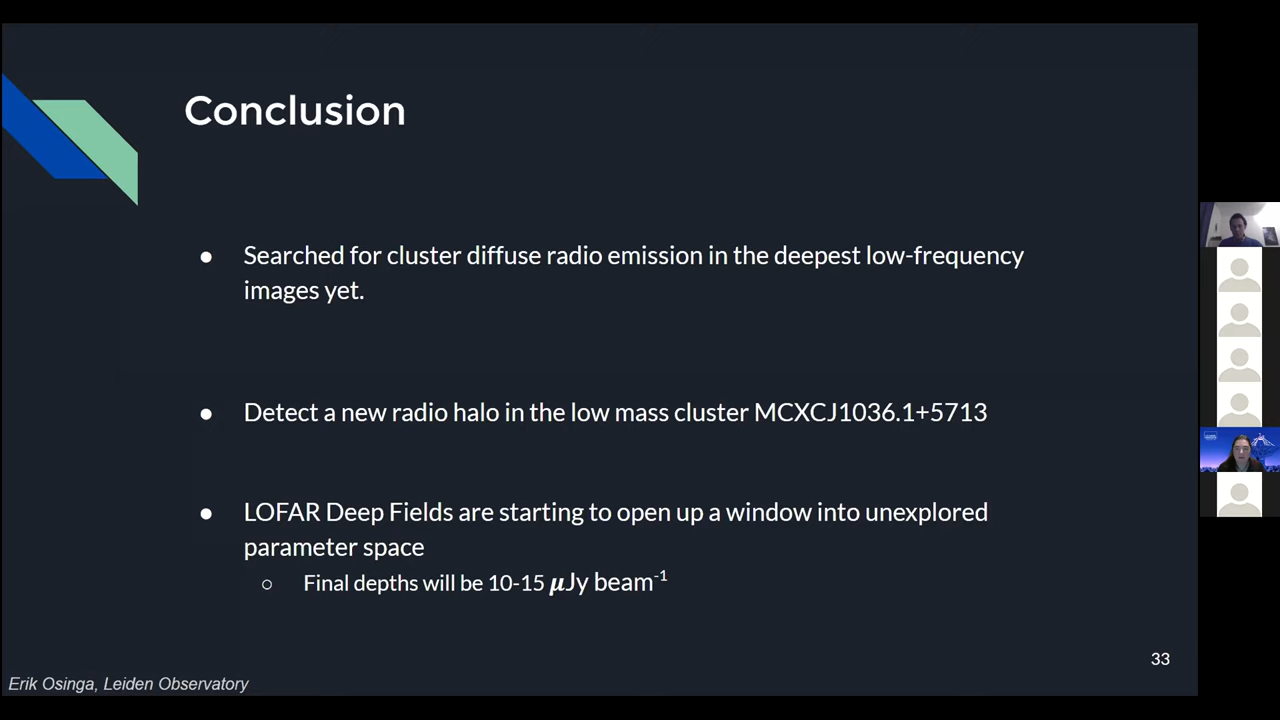 Conclusion
● Searched for cluster diffuse radio emission in the deepest low-frequency
images yet.
● Detect a new radio halo in the low mass cluster MCXCJ1036.1+5713
● LOFAR Deep Fields are starting to open up a window into unexplored
parameter space
○ Final depths will be 10-15 μJy beam⁻¹
33
Erik Osinga, Leiden Observatory